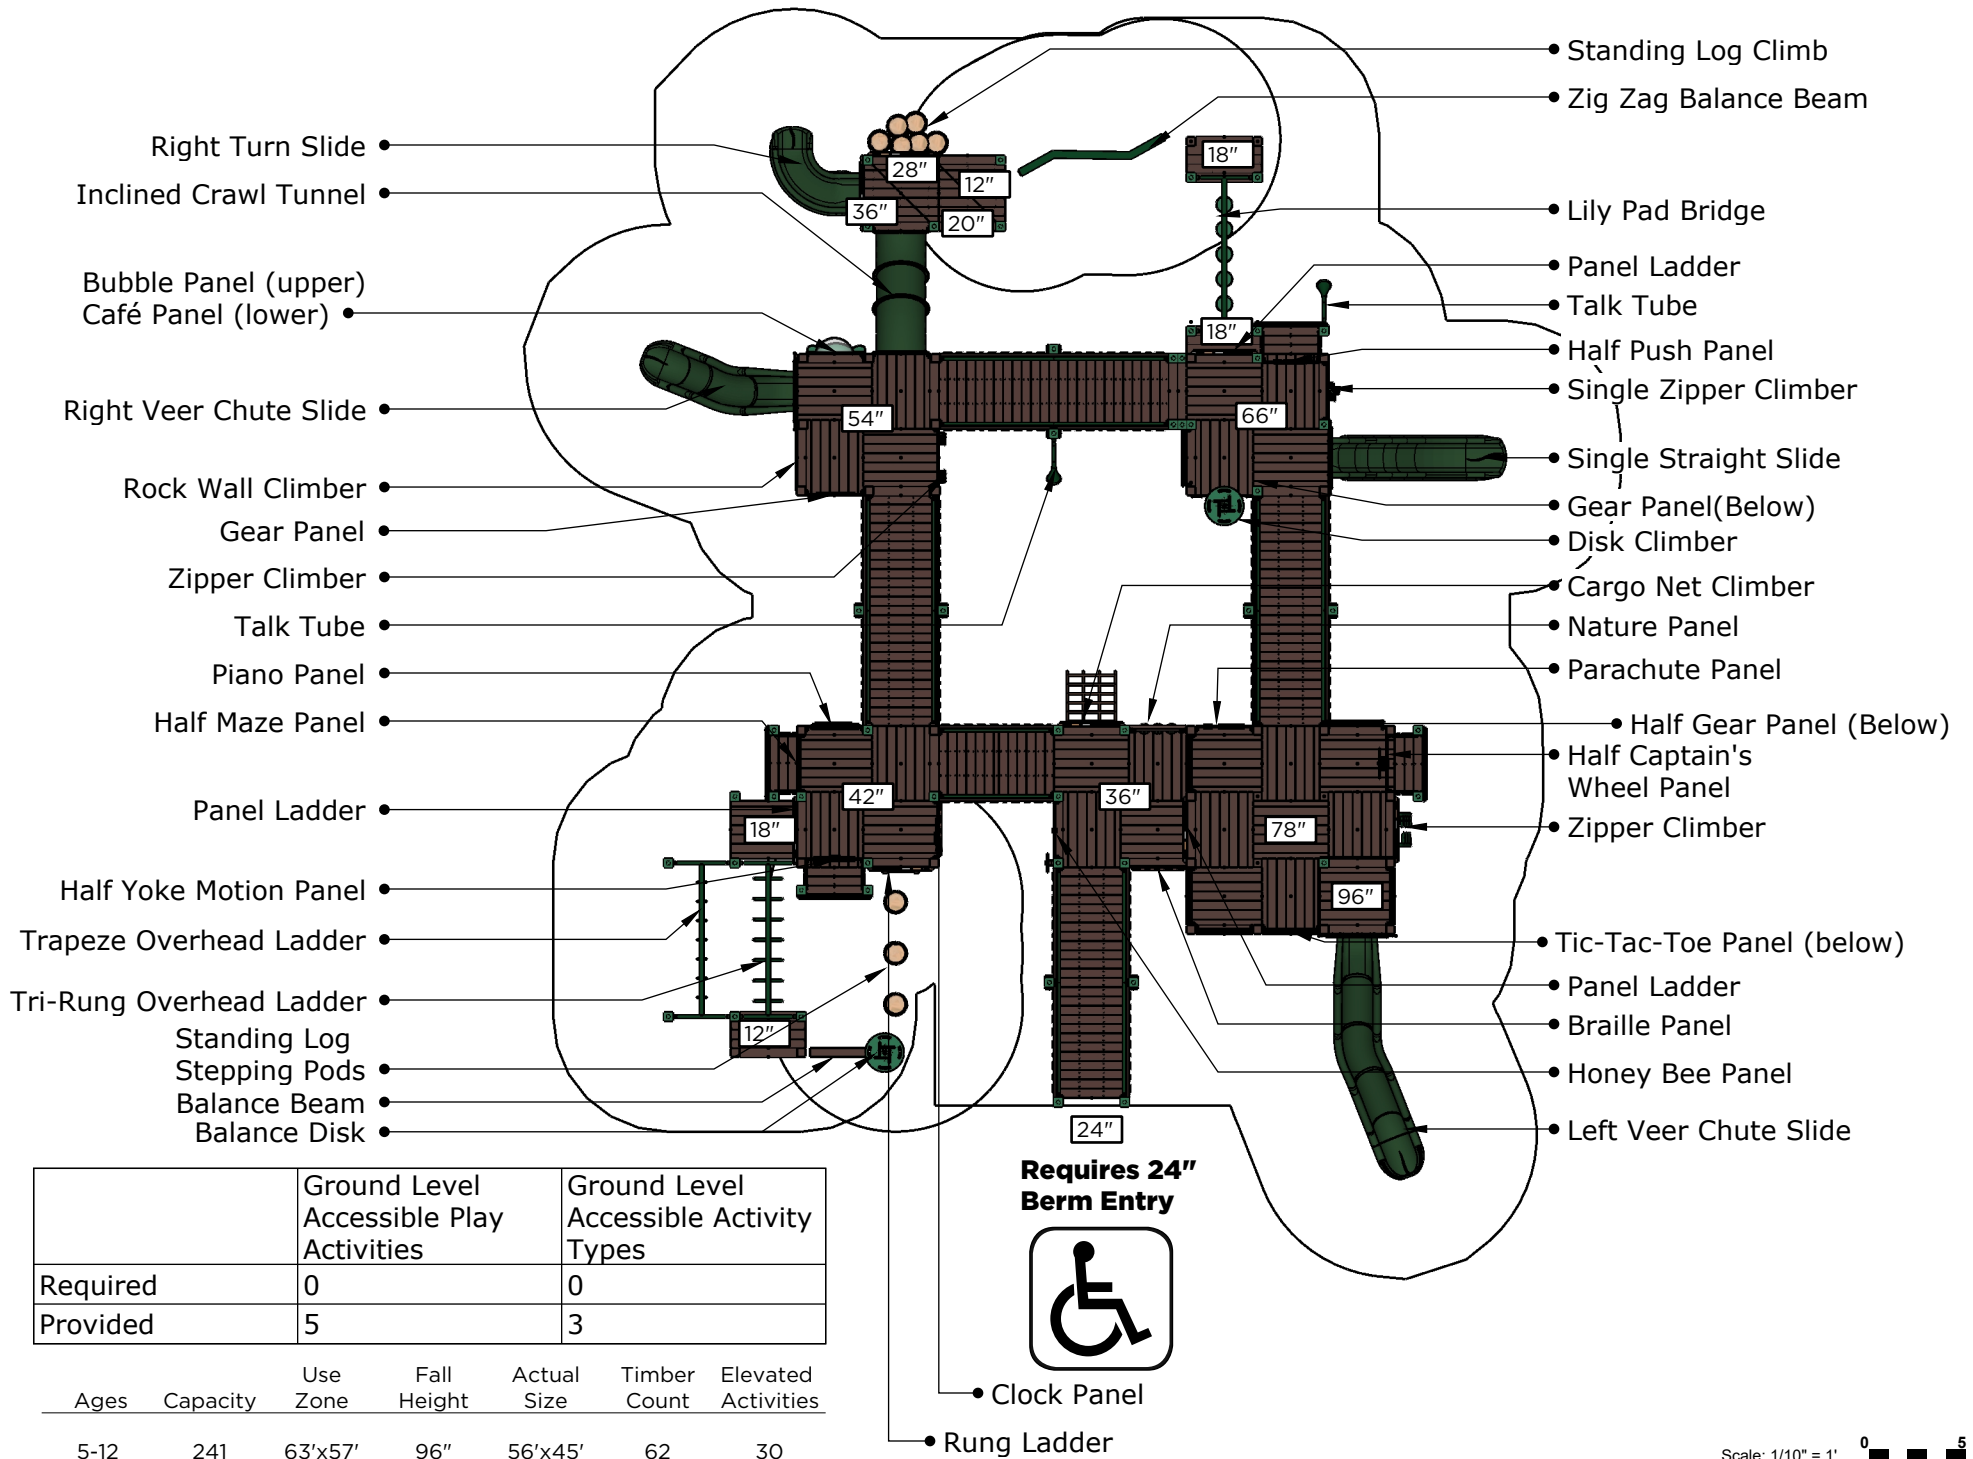 Standing Log Climb
Zig Zag Balance Beam
Right Turn Slide
Inclined Crawl Tunnel
Bubble Panel (upper)
Café Panel (lower)
Right Veer Chute Slide
Rock Wall Climber
Gear Panel
Zipper Climber
Talk Tube
Piano Panel
Half Maze Panel
Panel Ladder
Half Yoke Motion Panel
Trapeze Overhead Ladder
Tri-Rung Overhead Ladder
Standing Log
Stepping Pods
Balance Beam
Balance Disk
28"
12"
36"
20"
18"
18"
54"
66"
42"
18"
36"
78"
96"
12"
24"
Lily Pad Bridge
Panel Ladder
Talk Tube
Half Push Panel
Single Zipper Climber
Single Straight Slide
Gear Panel(Below)
Disk Climber
Cargo Net Climber
Nature Panel
Parachute Panel
Half Gear Panel (Below)
Half Captain's
Wheel Panel
Zipper Climber
Tic-Tac-Toe Panel (below)
Panel Ladder
Braille Panel
Honey Bee Panel
Left Veer Chute Slide
Requires 24"
Berm Entry
Clock Panel
Rung Ladder
Ground Level Accessible Play Activities
Ground Level Accessible Activity Types
Required 0 0
Provided 5 3
Ages Capacity Use Zone Fall Height Actual Size Timber Count Elevated Activities
5-12 241 63'x57' 96" 56'x45' 62 30
Scale: 1/10" = 1'
0 5